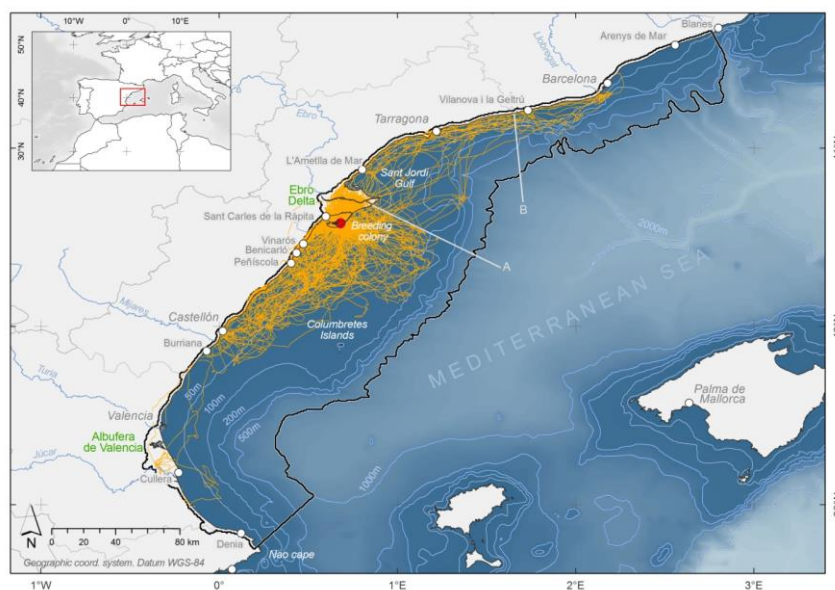 10°W
0°
10°E
50°N
40°N
30°N
Blanes
Arenys de Mar
Llobregat
Barcelona
Vilanova i la Geltrú
Tarragona
Ebro
L'Ametlla de Mar
Sant Jordi
Gulf
Ebro
Delta
Sant Carles de la Ràpita
Breeding
colony
B
A
2000m
Vinaròs
Benicarló
Peñíscola
Mijares
Castellón
Columbretes
Islands
Burriana
MEDITERRANEAN SEA
Turia
50m
100m
200m
500m
1000m
Valencia
Albufera
de Valencia
Júcar
Cullera
Palma de
Mallorca
N
0 20 40 60 80 km
Denia
Nao cape
Geographic coord. system. Datum WGS-84
1°W
0°
1°E
2°E
3°E